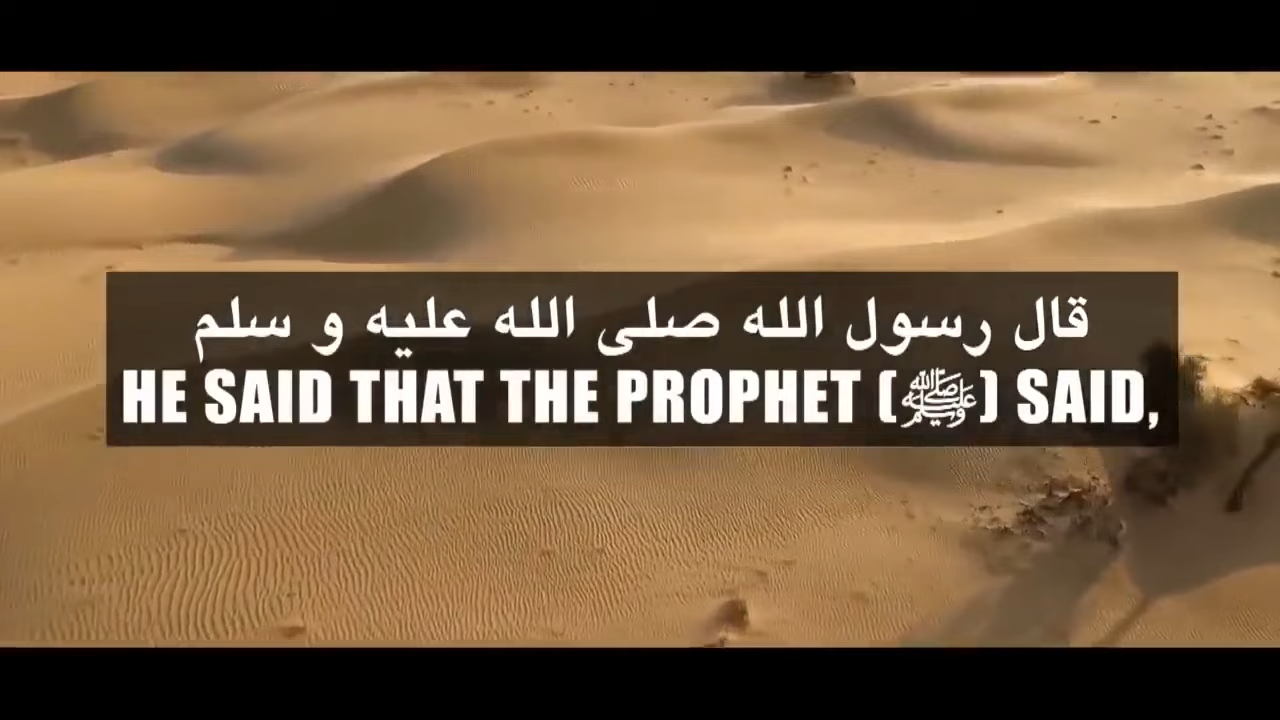 قال رسول الله صلى الله عليه و سلم
HE SAID THAT THE PROPHET (ﷺ) SAID,